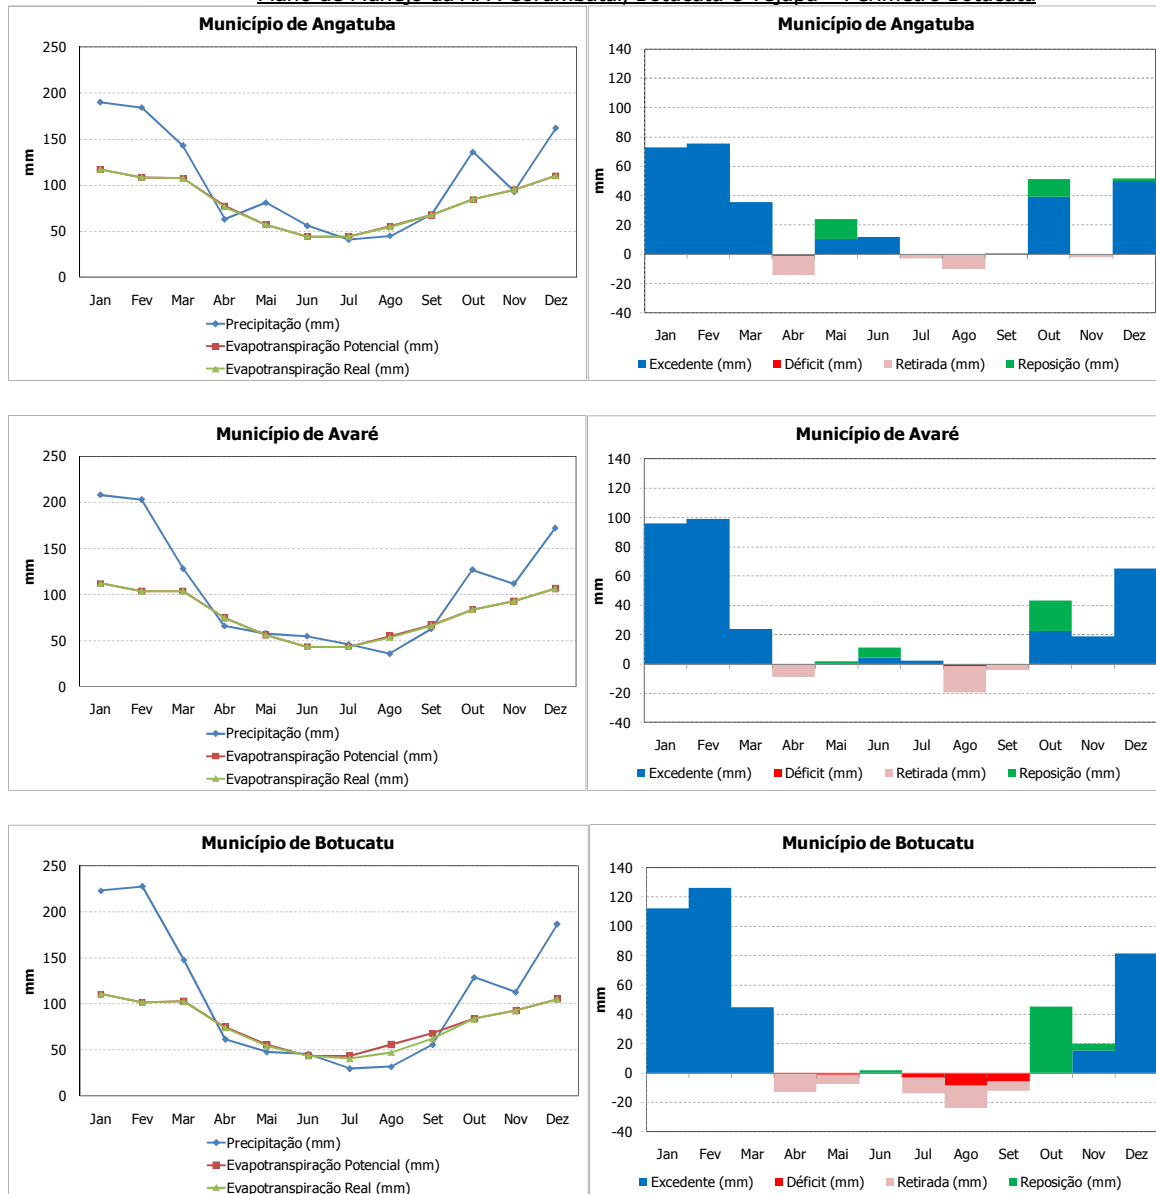 Município de Angatuba
250
200
150
100
50
0
mm
Jan Fev Mar Abr Mai Jun Jul Ago Set Out Nov Dez
Precipitação (mm)
Evapotranspiração Potencial (mm)
Evapotranspiração Real (mm)
Município de Angatuba
140
120
100
80
60
40
20
0
-20
-40
mm
Jan Fev Mar Abr Mai Jun Jul Ago Set Out Nov Dez
Excedente (mm) Déficit (mm) Retirada (mm) Reposição (mm)
Município de Avaré
250
200
150
100
50
0
mm
Jan Fev Mar Abr Mai Jun Jul Ago Set Out Nov Dez
Precipitação (mm)
Evapotranspiração Potencial (mm)
Evapotranspiração Real (mm)
Município de Avaré
140
120
100
80
60
40
20
0
-20
-40
mm
Jan Fev Mar Abr Mai Jun Jul Ago Set Out Nov Dez
Excedente (mm) Déficit (mm) Retirada (mm) Reposição (mm)
Município de Botucatu
250
200
150
100
50
0
mm
Jan Fev Mar Abr Mai Jun Jul Ago Set Out Nov Dez
Precipitação (mm)
Evapotranspiração Potencial (mm)
Evapotranspiração Real (mm)
Município de Botucatu
140
120
100
80
60
40
20
0
-20
-40
mm
Jan Fev Mar Abr Mai Jun Jul Ago Set Out Nov Dez
Excedente (mm) Déficit (mm) Retirada (mm) Reposição (mm)